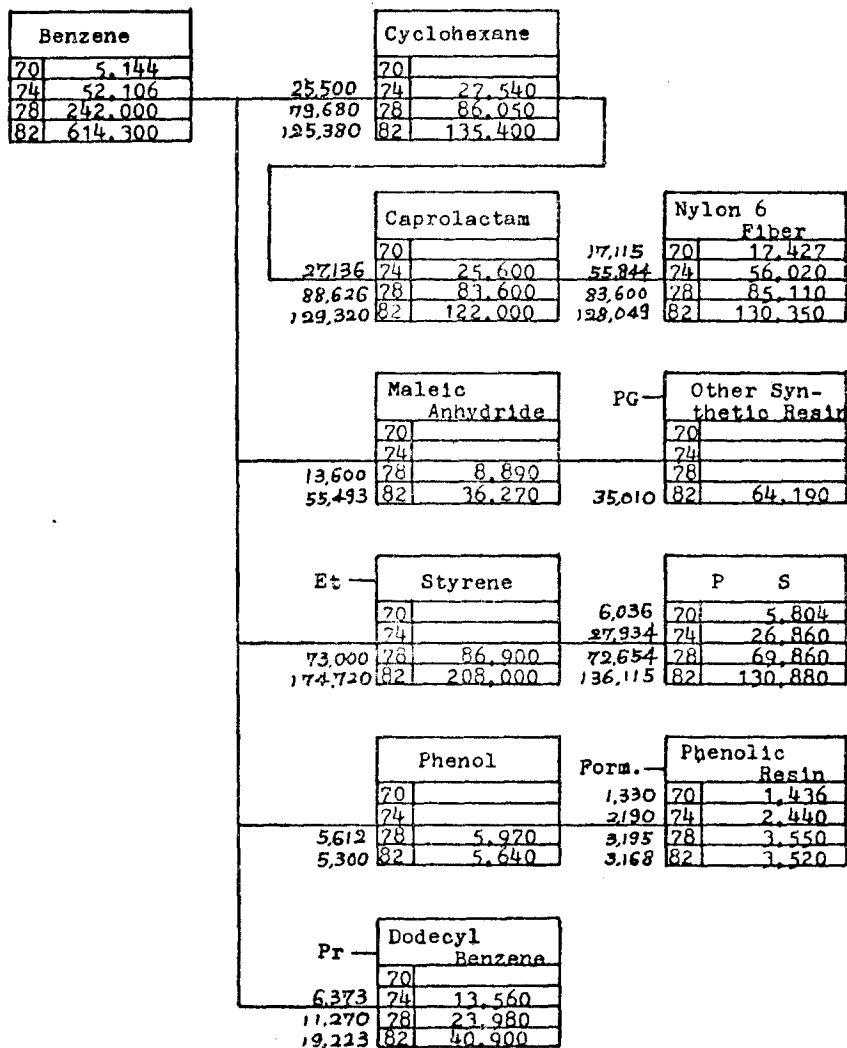 Benzene
70 5,144
74 52,106
78 242,000
82 614,300
Cyclohexane
70
25,500 74 27,540
79,680 78 86,050
125,380 82 135,400
Caprolactam
70
27,136 74 25,600
88,626 78 83,600
129,320 82 122,000
Nylon 6
Fiber
17,115 70 17,427
55,844 74 56,020
83,600 78 85,110
128,049 82 130,350
Maleic
Anhydride
70
74
13,600 78 8,890
55,493 82 36,270
PG
Other Syn-
thetic Resin
70
74
78
35,010 82 64,190
Et
Styrene
70
74
73,000 78 86,900
174,720 82 208,000
P S
6,036 70 5,804
27,934 74 26,860
72,654 78 69,860
136,115 82 130,880
Phenol
70
74
5,612 78 5,970
5,300 82 5,640
Form.
Phenolic
Resin
1,330 70 1,436
2,190 74 2,440
3,195 78 3,550
3,168 82 3,520
Pr
Dodecyl
Benzene
70
6,373 74 13,560
11,270 78 23,980
19,223 82 40,900